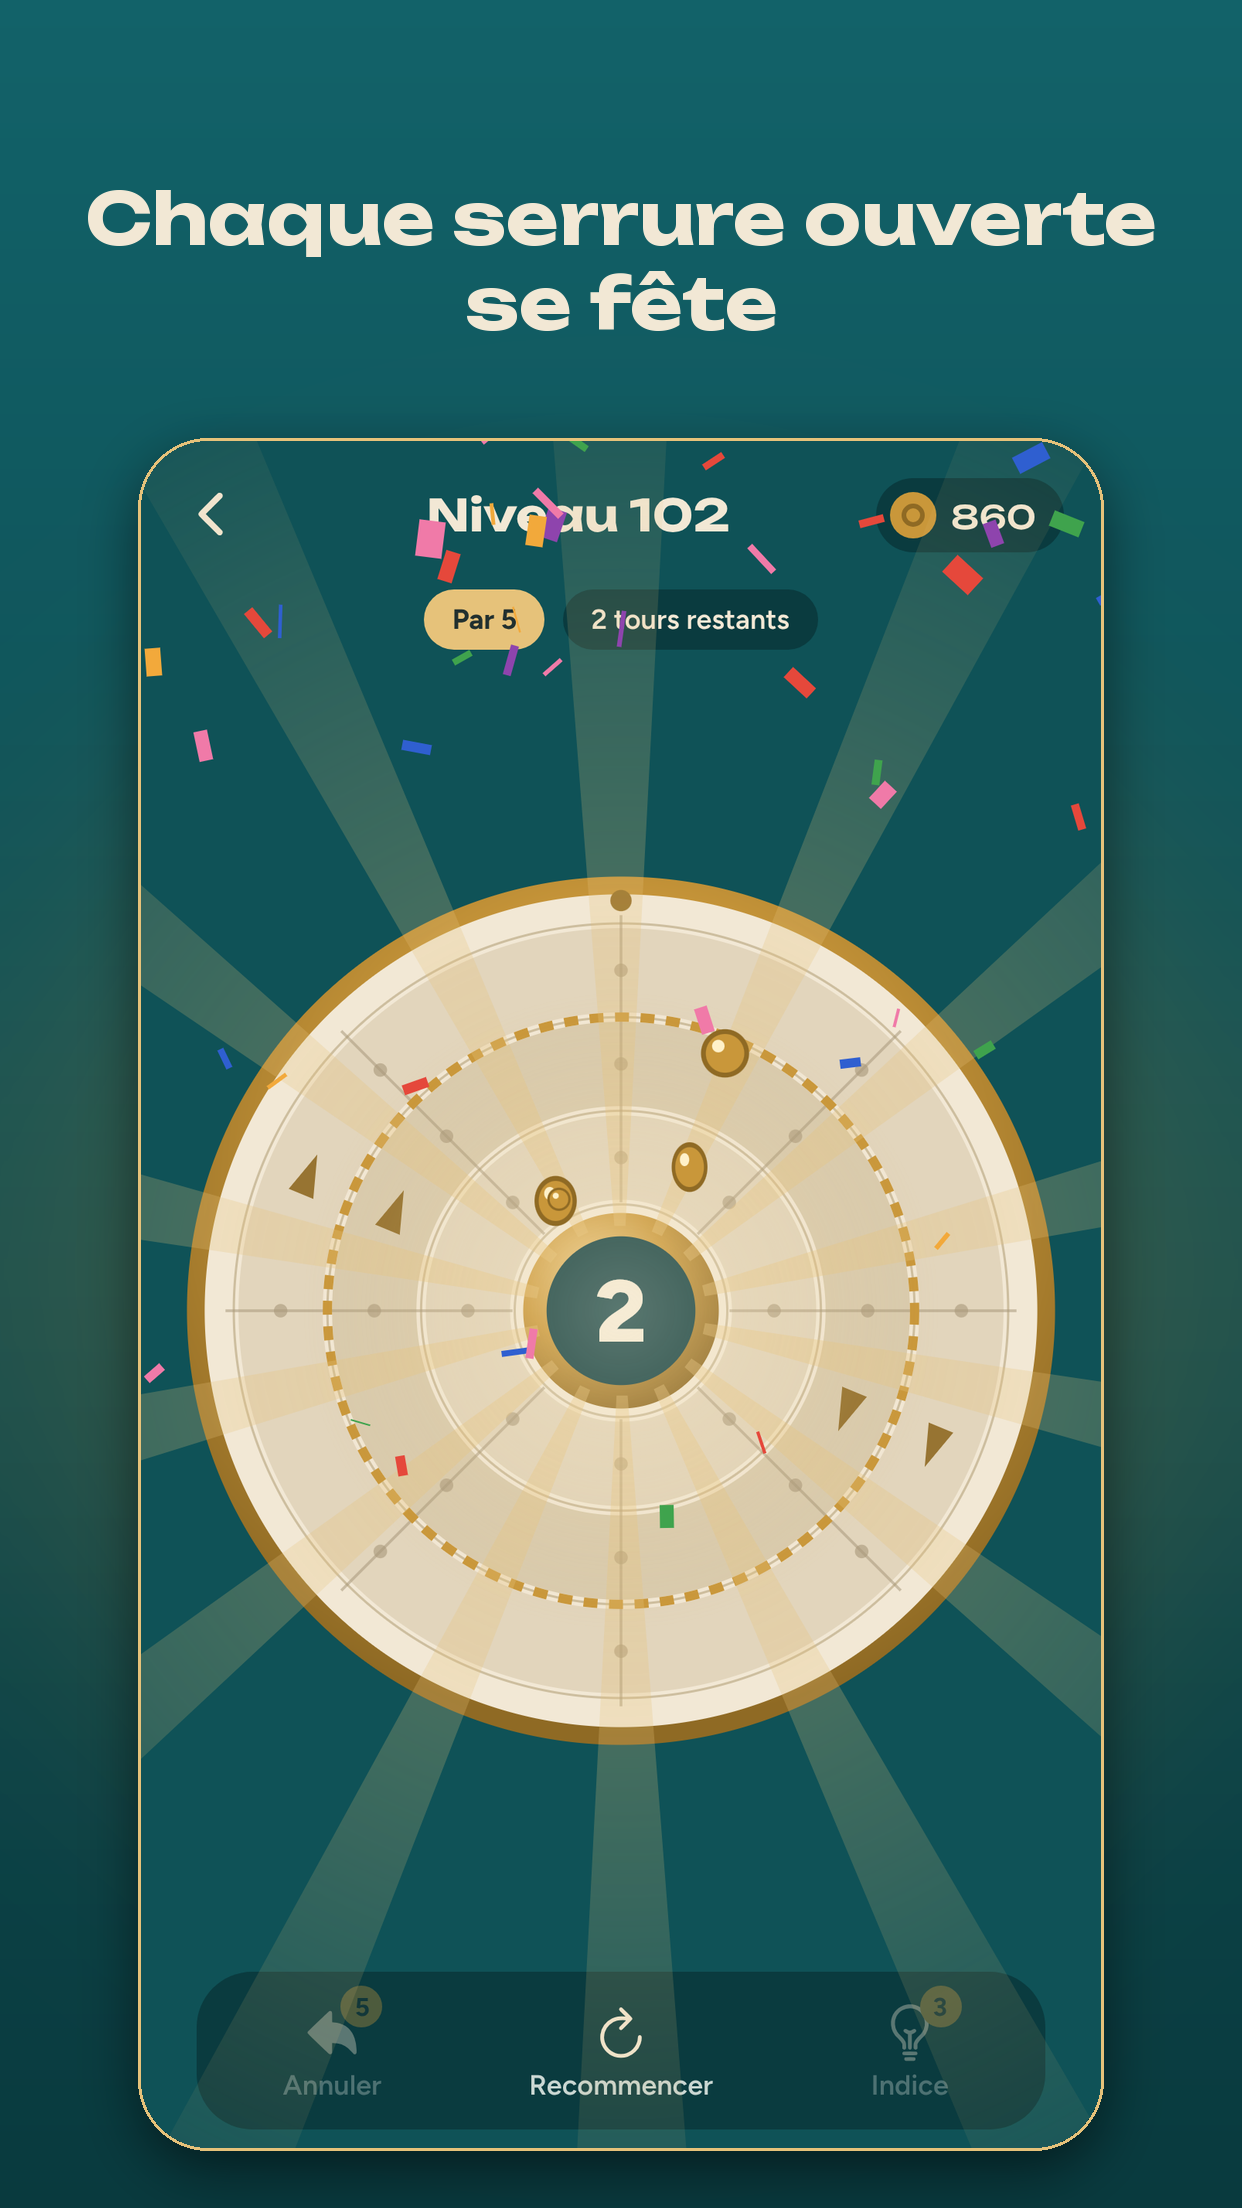 Chaque serrure ouverte
se fête
Niveau 102
860
Par 5
2 tours restants
2
5
3
Annuler
Recommencer
Indice